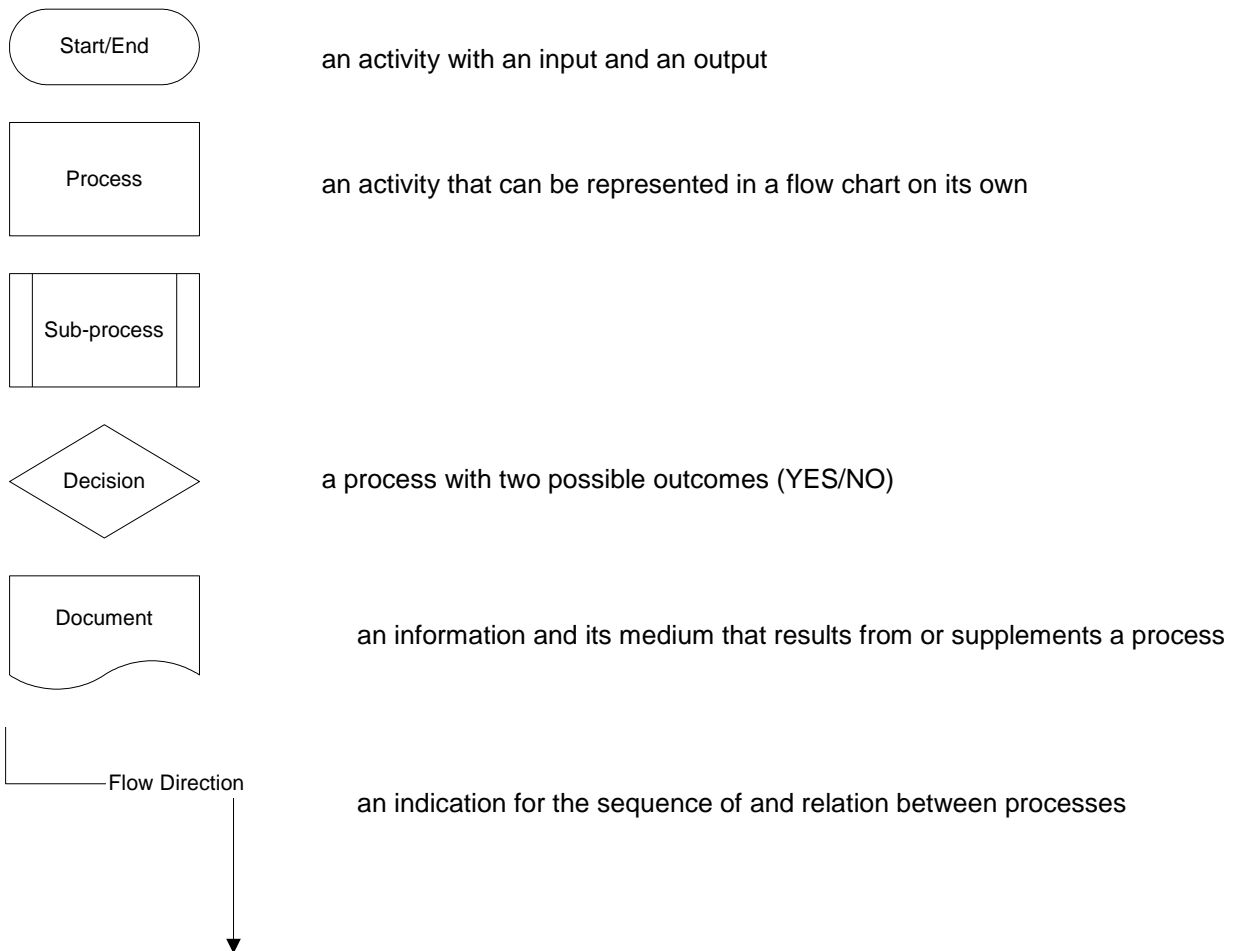 Start/End
an activity with an input and an output
Process
an activity that can be represented in a flow chart on its own
Sub-process
Decision
a process with two possible outcomes (YES/NO)
Document
an information and its medium that results from or supplements a process
Flow Direction
an indication for the sequence of and relation between processes